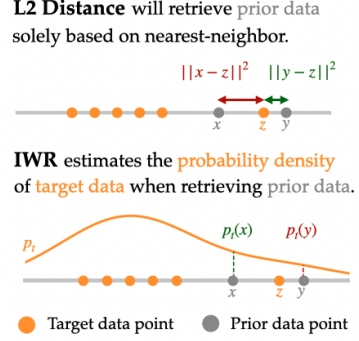 L2 Distance will retrieve prior data
solely based on nearest-neighbor.
||x − z||² ||y − z||²
x z y
IWR estimates the probability density
of target data when retrieving prior data.
pₜ pₜ(x) pₜ(y)
x z y
Target data point Prior data point